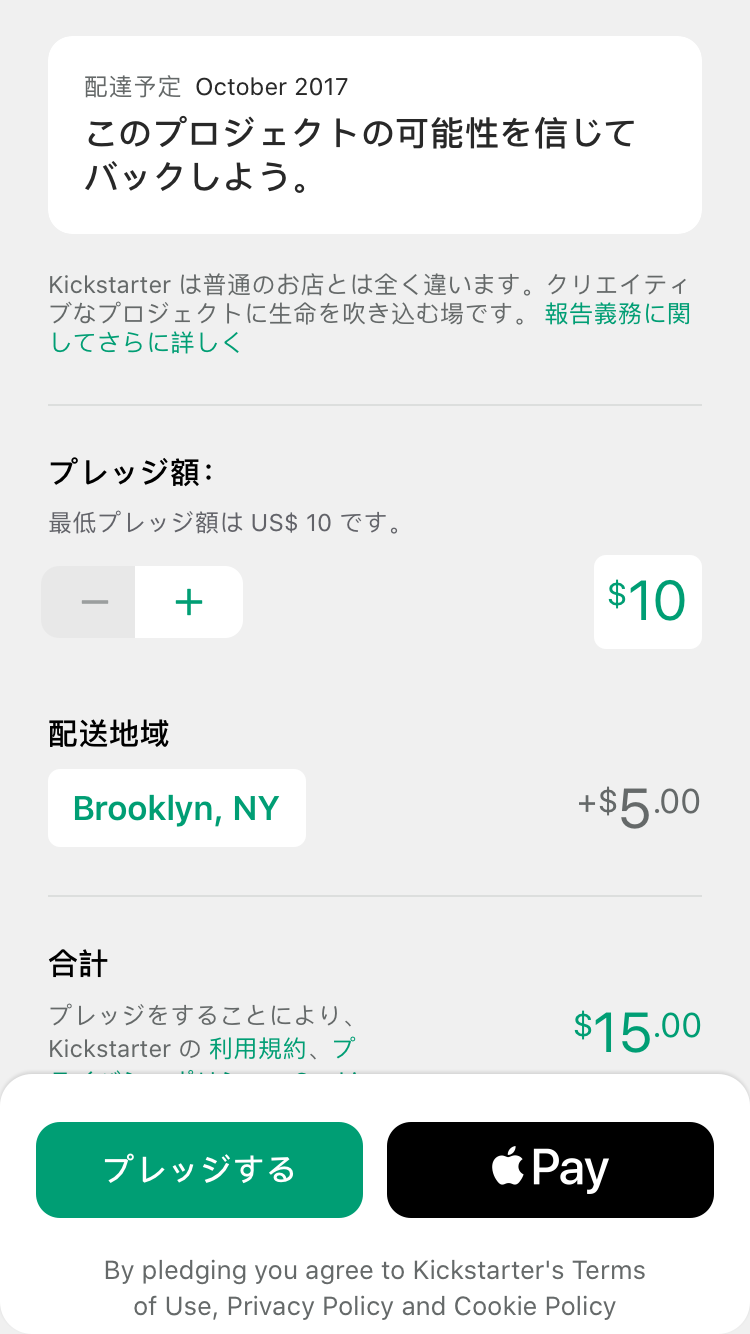 配達予定 October 2017
このプロジェクトの可能性を信じて
バックしよう。
Kickstarter は普通のお店とは全く違います。クリエイティ
ブなプロジェクトに生命を吹き込む場です。 報告義務に関
してさらに詳しく
プレッジ額:
最低プレッジ額は US$ 10 です。
− +
$10
配送地域
Brooklyn, NY
+$5.00
合計
プレッジをすることにより、
Kickstarter の 利用規約、プ
$15.00
プレッジする
Pay
By pledging you agree to Kickstarter's Terms
of Use, Privacy Policy and Cookie Policy